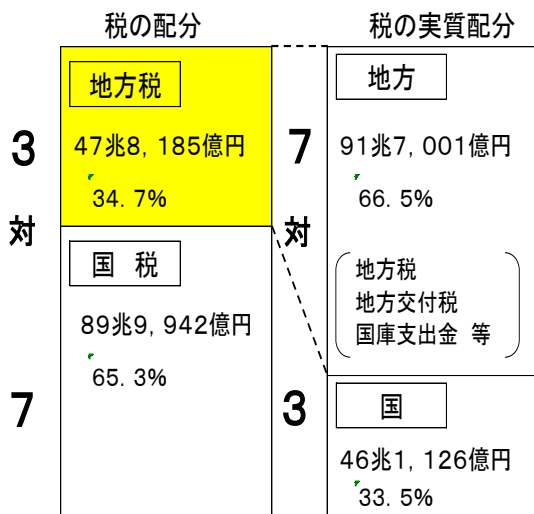 税の配分
地方税
3
47兆8, 185億円
34. 7%
対
国 税
89兆9, 942億円
65. 3%
7
税の実質配分
地方
7
91兆7, 001億円
66. 5%
対
地方税
地方交付税
国庫支出金 等
3
国
46兆1, 126億円
33. 5%